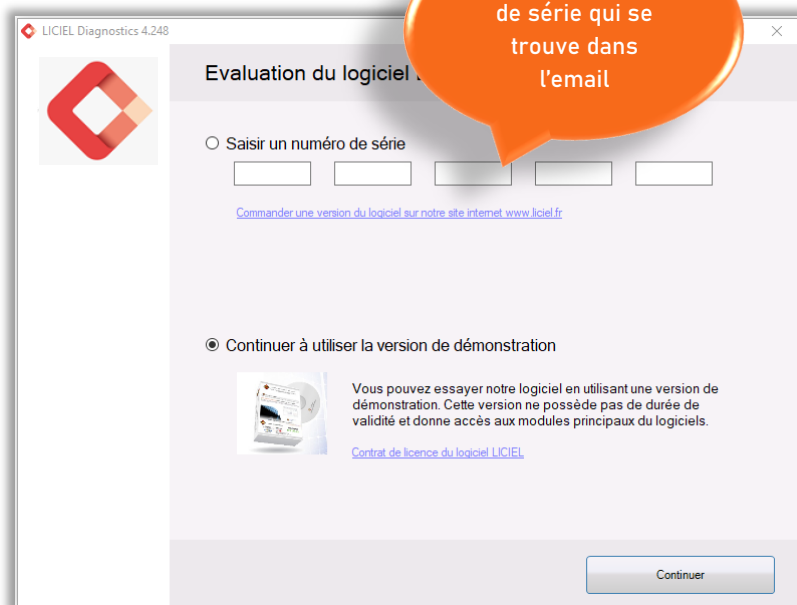 de série qui se
trouve dans
l'email
LICIEL Diagnostics 4.248
Evaluation du logiciel
Saisir un numéro de série
Commander une version du logiciel sur notre site internet www.liciel.fr
Continuer à utiliser la version de démonstration
Vous pouvez essayer notre logiciel en utilisant une version de
démonstration. Cette version ne possède pas de durée de
validité et donne accès aux modules principaux du logiciels.
Contrat de licence du logiciel LICIEL
Continuer